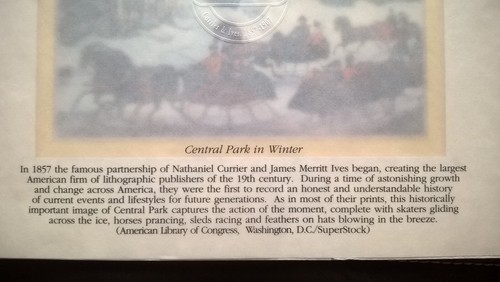 Central Park in Winter
In 1857 the famous partnership of Nathaniel Currier and James Merritt Ives began, creating the largest
American firm of lithographic publishers of the 19th century. During a time of astonishing growth
and change across America, they were the first to record an honest and understandable history
of current events and lifestyles for future generations. As in most of their prints, this historically
important image of Central Park captures the action of the moment, complete with skaters gliding
across the ice, horses prancing, sleds racing and feathers on hats blowing in the breeze.
(American Library of Congress, Washington, D.C./SuperStock)